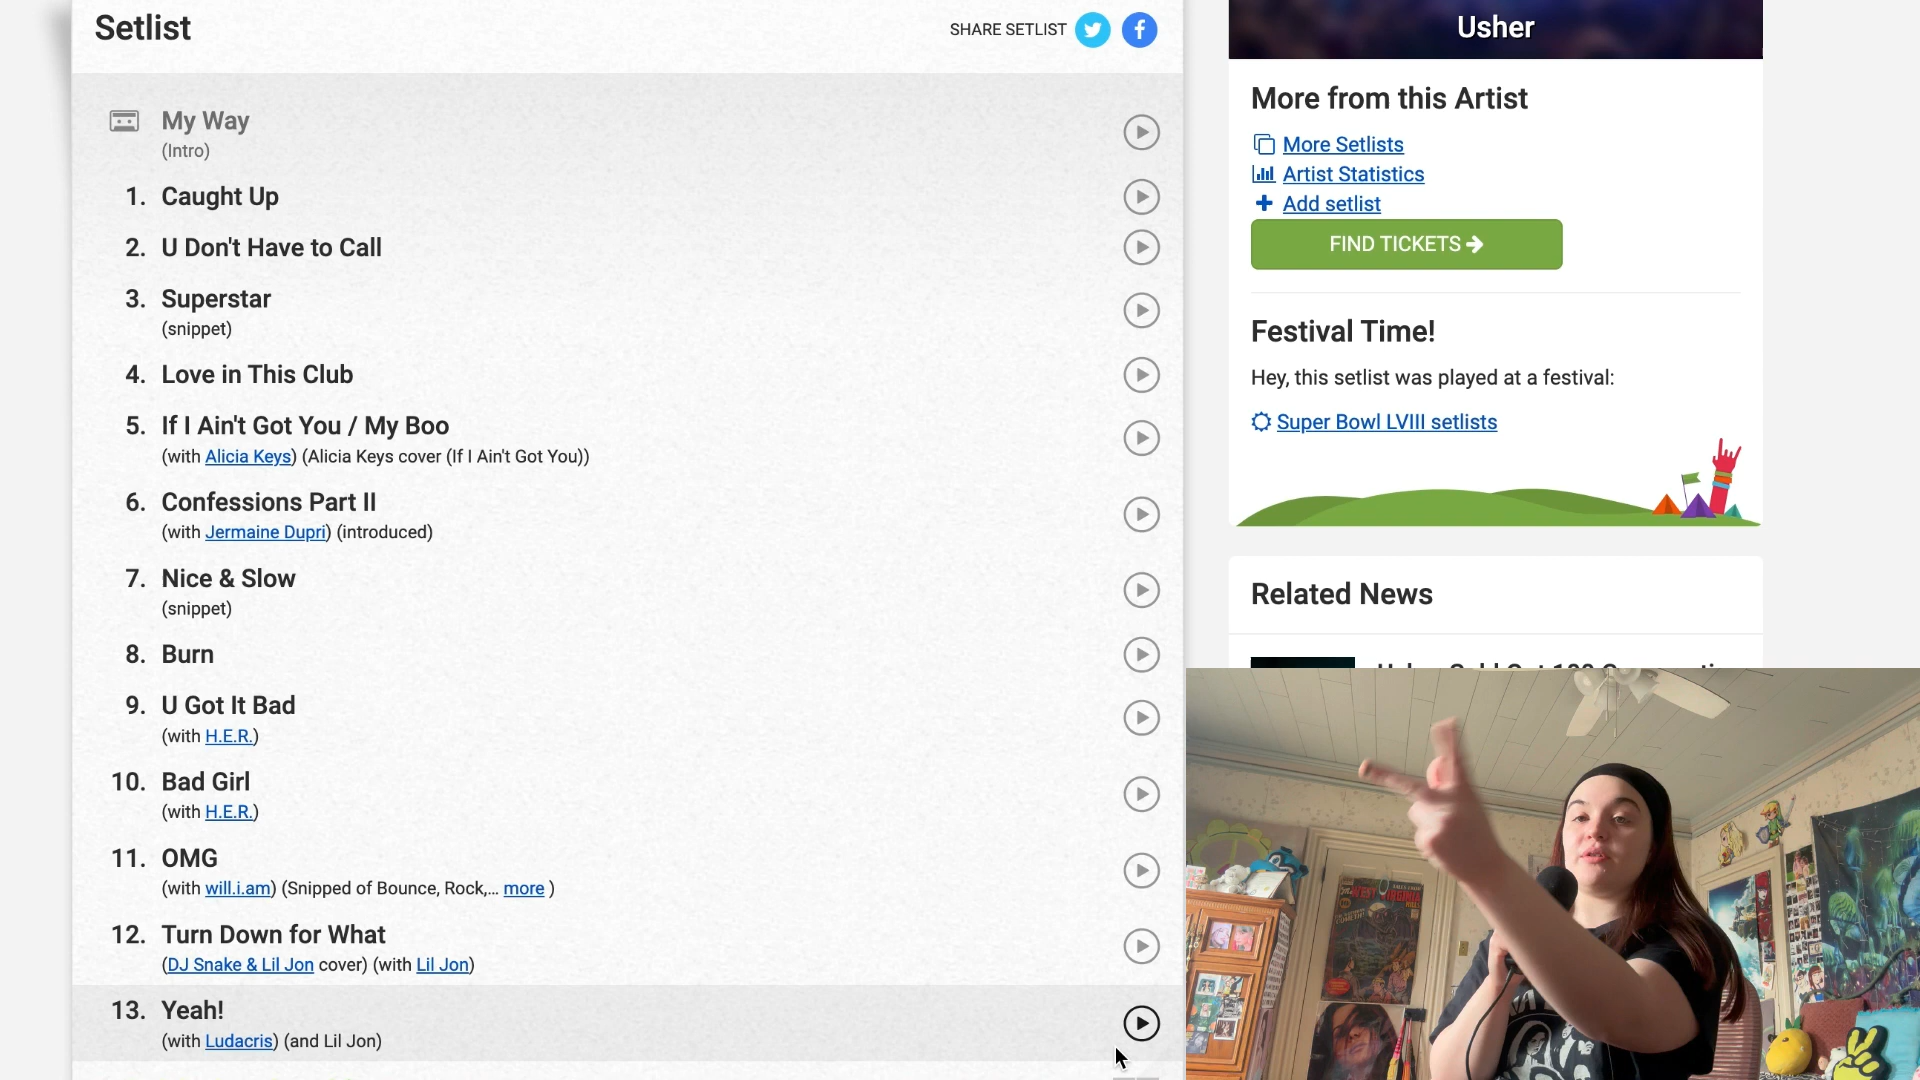 Setlist
SHARE SETLIST
My Way
(Intro)
1. Caught Up
2. U Don't Have to Call
3. Superstar
(snippet)
4. Love in This Club
5. If I Ain't Got You / My Boo
(with Alicia Keys) (Alicia Keys cover (If I Ain't Got You))
6. Confessions Part II
(with Jermaine Dupri) (introduced)
7. Nice & Slow
(snippet)
8. Burn
9. U Got It Bad
(with H.E.R.)
10. Bad Girl
(with H.E.R.)
11. OMG
(with will.i.am) (Snipped of Bounce, Rock,... more )
12. Turn Down for What
(DJ Snake & Lil Jon cover) (with Lil Jon)
13. Yeah!
(with Ludacris) (and Lil Jon)
Usher
More from this Artist
More Setlists
Artist Statistics
Add setlist
FIND TICKETS
Festival Time!
Hey, this setlist was played at a festival:
Super Bowl LVIII setlists
Related News
WEST VIRGINIA